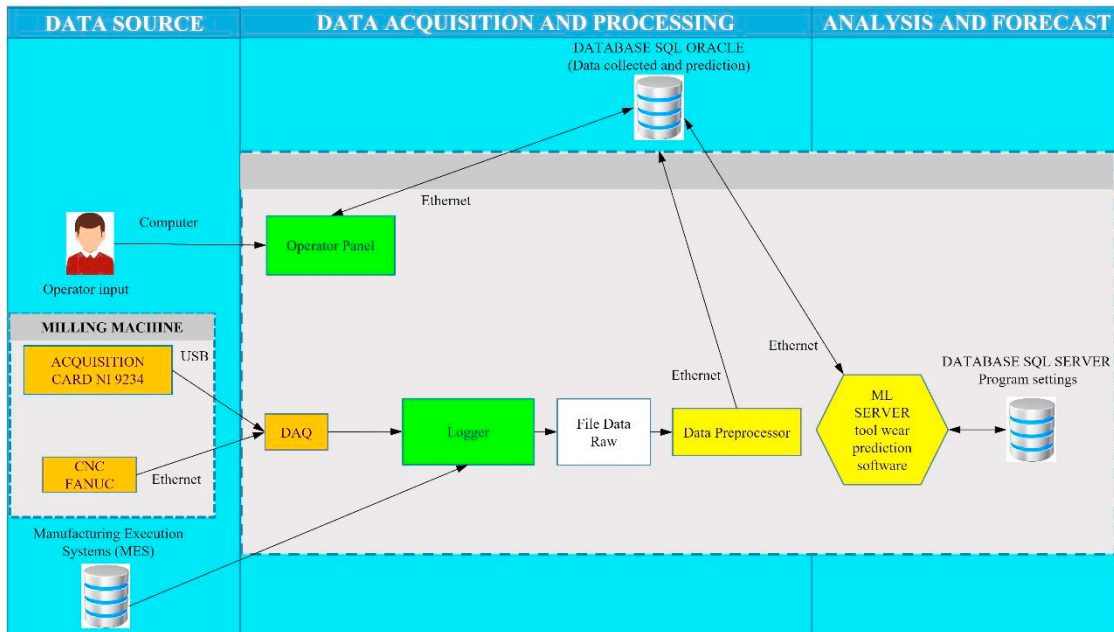 DATA SOURCE
DATA ACQUISITION AND PROCESSING
ANALYSIS AND FORECAST
DATABASE SQL ORACLE
(Data collected and prediction)
Ethernet
Computer
Operator Panel
Operator input
MILLING MACHINE
ACQUISITION
CARD NI 9234
USB
CNC
FANUC
Ethernet
DAQ
Logger
File Data
Raw
Data Preprocessor
Ethernet
Ethernet
ML
SERVER
tool wear
prediction
software
DATABASE SQL SERVER
Program settings
Manufacturing Execution
Systems (MES)